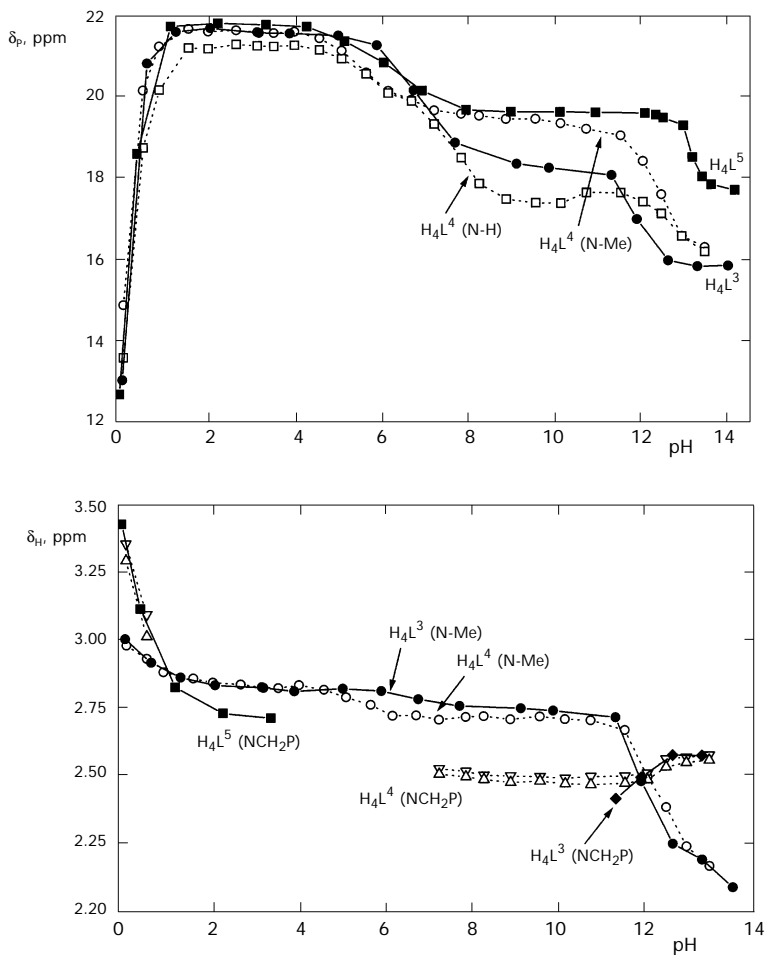 δP, ppm
22
20
18
16
14
12
H4L5
H4L4 (N-H)
H4L4 (N-Me)
H4L3
0
2
4
6
8
10
12
14
pH
3.50
δH, ppm
3.25
3.00
2.75
2.50
2.25
2.20
H4L3 (N-Me)
H4L4 (N-Me)
H4L5 (NCH2P)
H4L4 (NCH2P)
H4L3 (NCH2P)
0
2
4
6
8
10
12
14
pH